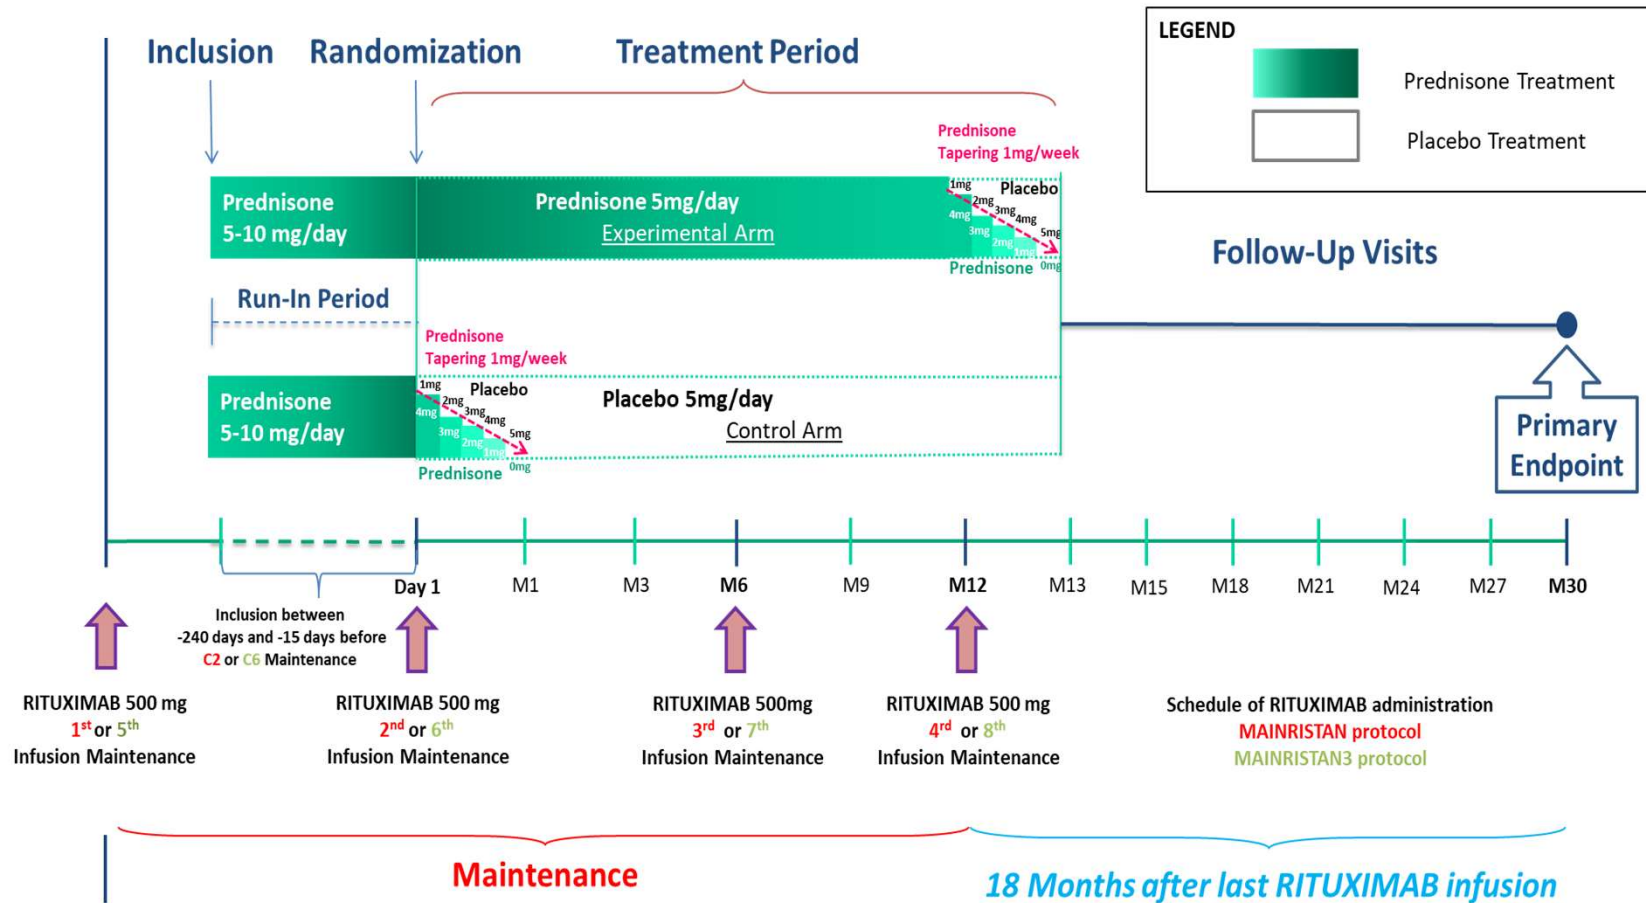 LEGEND
Prednisone Treatment
Placebo Treatment
Inclusion
Randomization
Treatment Period
Prednisone
Tapering 1mg/week
Prednisone
5-10 mg/day
Prednisone 5mg/day
Experimental Arm
Placebo
1mg
2mg
3mg
4mg
5mg
4mg
3mg
2mg
1mg
0mg
Prednisone
Follow-Up Visits
Run-In Period
Prednisone
Tapering 1mg/week
Prednisone
5-10 mg/day
Placebo
1mg
2mg
3mg
4mg
5mg
4mg
3mg
2mg
1mg
0mg
Prednisone
Placebo 5mg/day
Control Arm
Primary
Endpoint
Day 1
M1
M3
M6
M9
M12
M13
M15
M18
M21
M24
M27
M30
Inclusion between
-240 days and -15 days before
C2 or C6 Maintenance
RITUXIMAB 500 mg
1st or 5th
Infusion Maintenance
RITUXIMAB 500 mg
2nd or 6th
Infusion Maintenance
RITUXIMAB 500mg
3rd or 7th
Infusion Maintenance
RITUXIMAB 500 mg
4rd or 8th
Infusion Maintenance
Schedule of RITUXIMAB administration
MAINRISTAN protocol
MAINRISTAN3 protocol
Maintenance
18 Months after last RITUXIMAB infusion